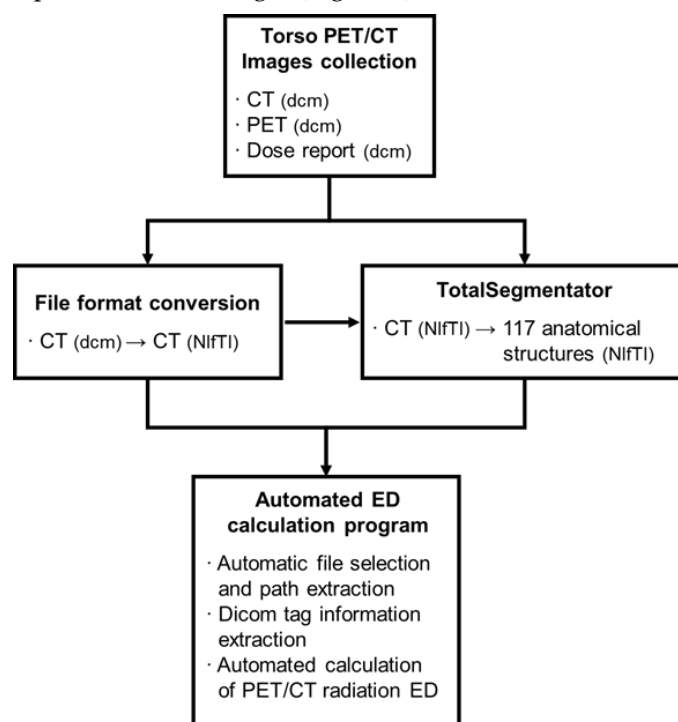 Torso PET/CT
Images collection
· CT (dcm)
· PET (dcm)
· Dose report (dcm)
File format conversion
· CT (dcm) → CT (NIfTI)
TotalSegmentator
· CT (NIfTI) → 117 anatomical
structures (NIfTI)
Automated ED
calculation program
· Automatic file selection
and path extraction
· Dicom tag information
extraction
· Automated calculation
of PET/CT radiation ED